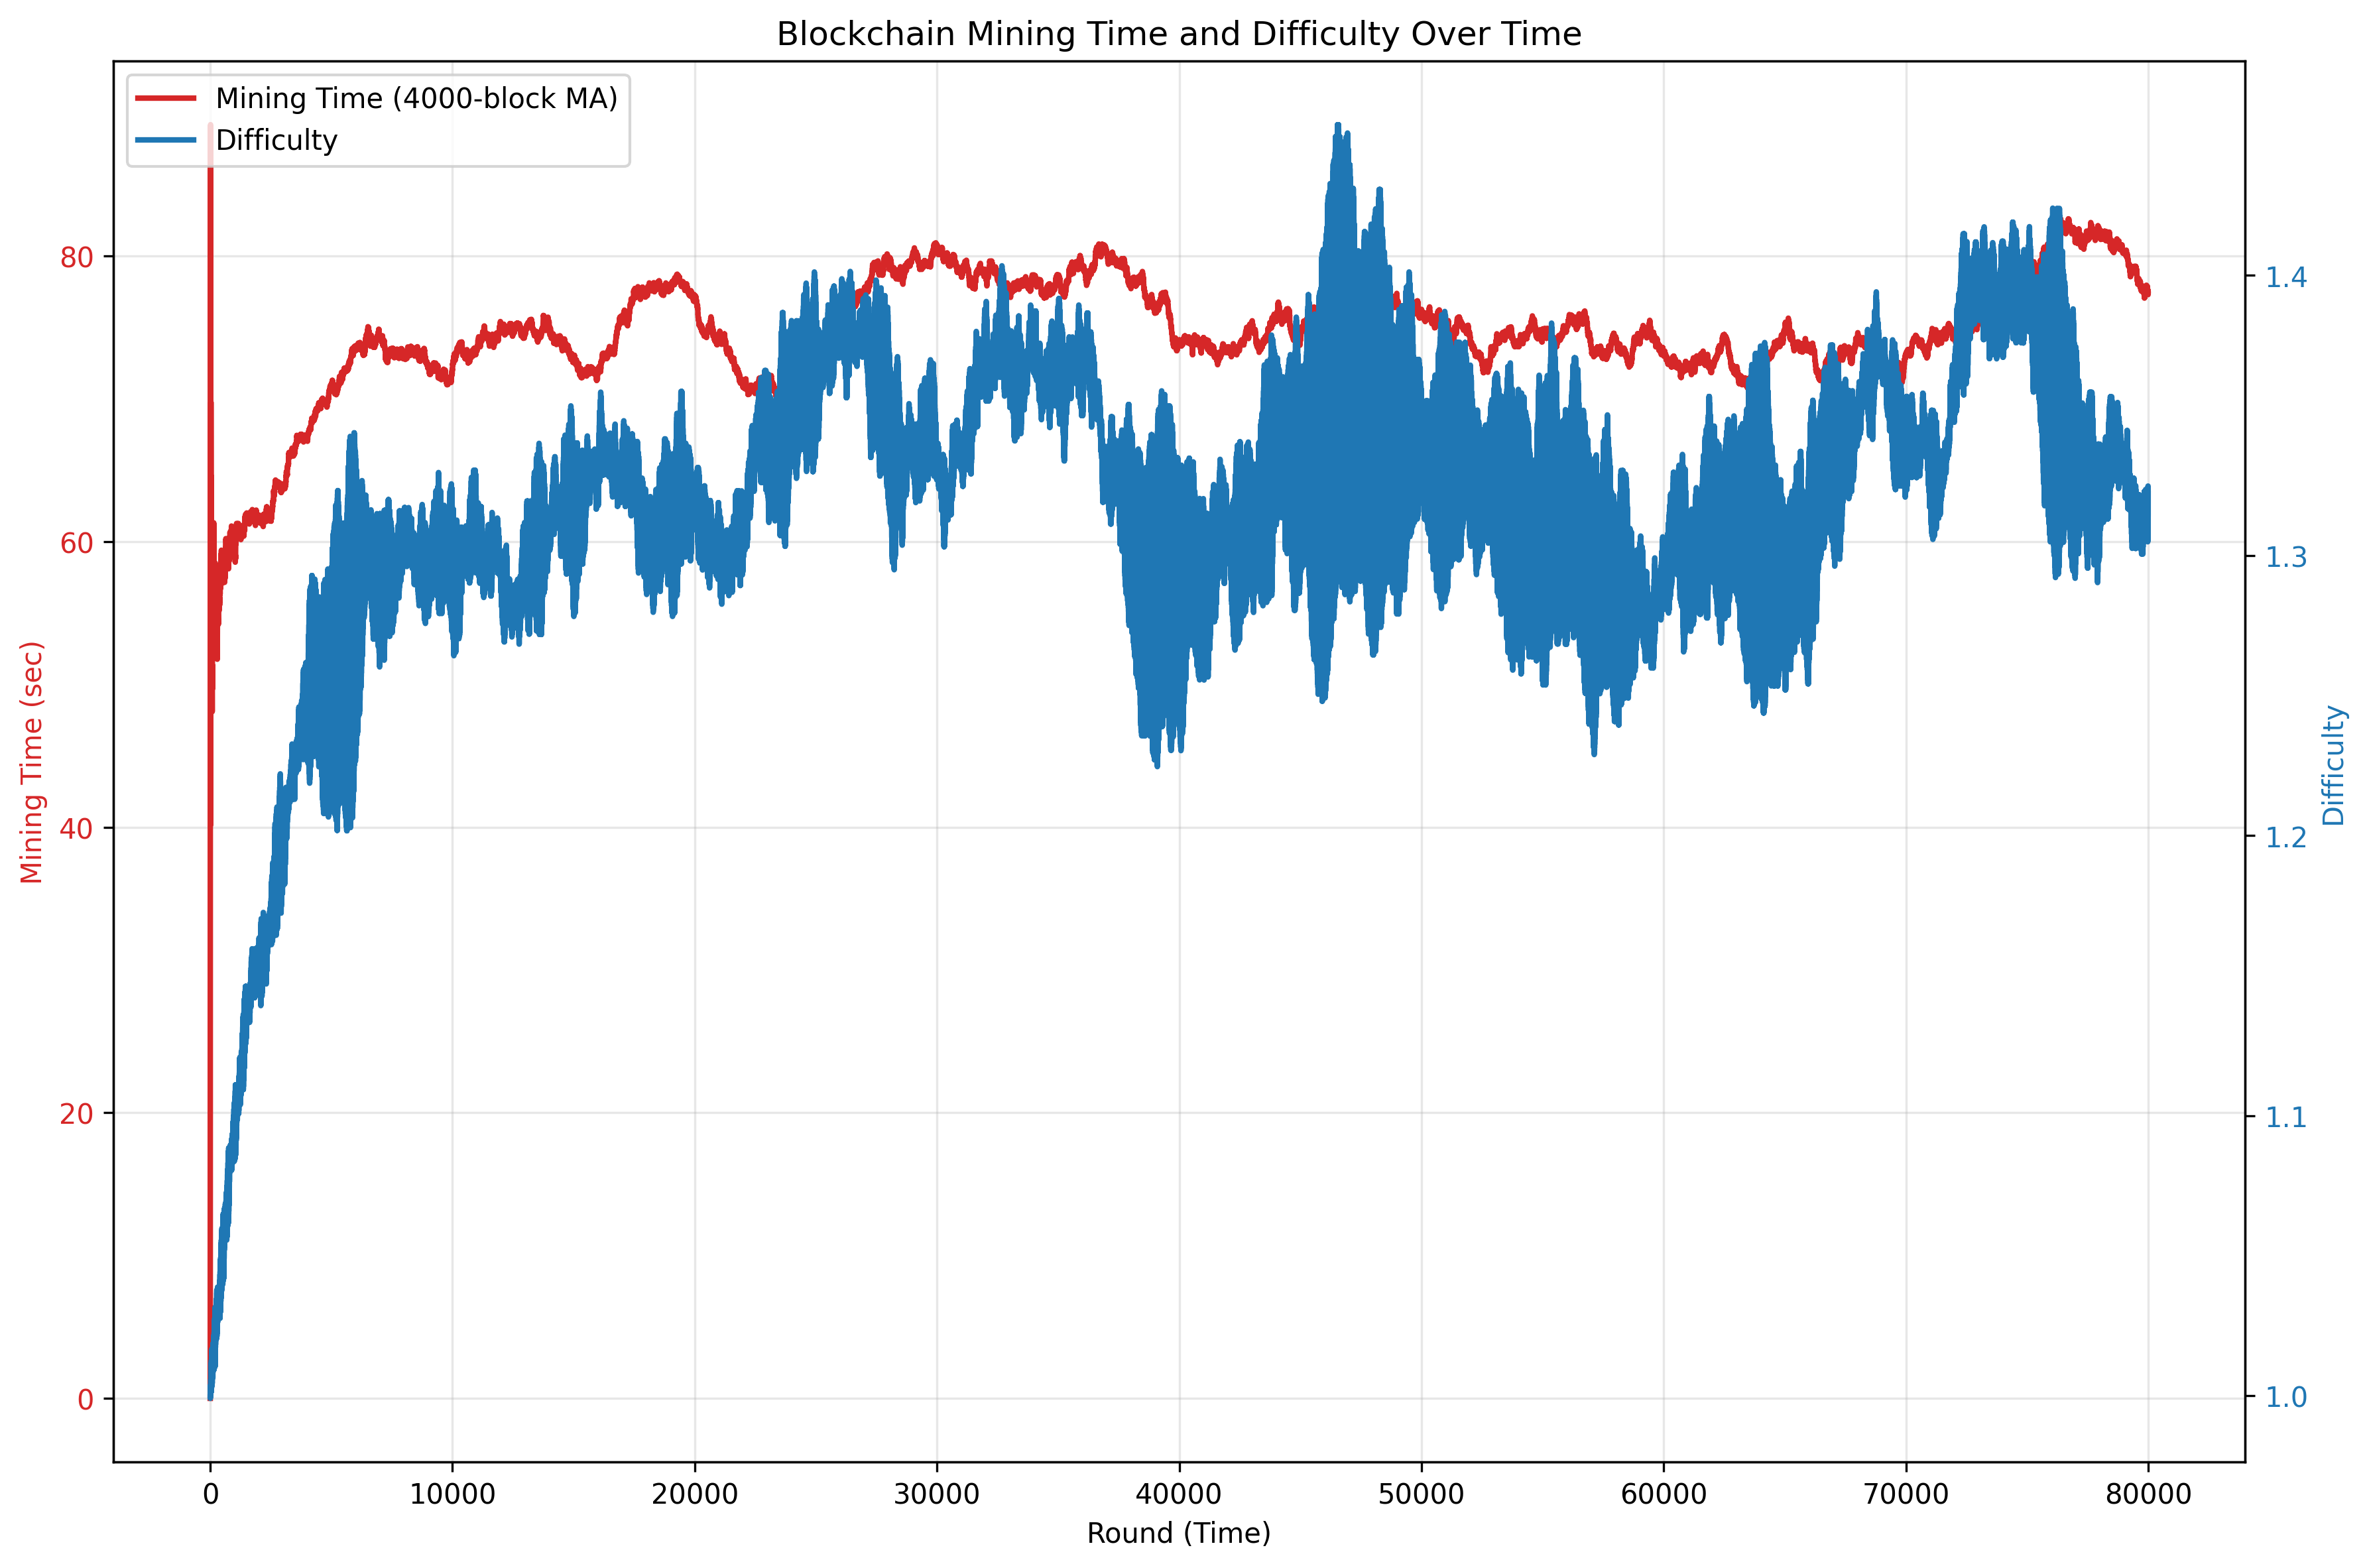 Blockchain Mining Time and Difficulty Over Time
Mining Time (4000-block MA)
Difficulty
80
60
40
20
0
Mining Time (sec)
1.4
1.3
1.2
1.1
1.0
Difficulty
0 10000 20000 30000 40000 50000 60000 70000 80000
Round (Time)